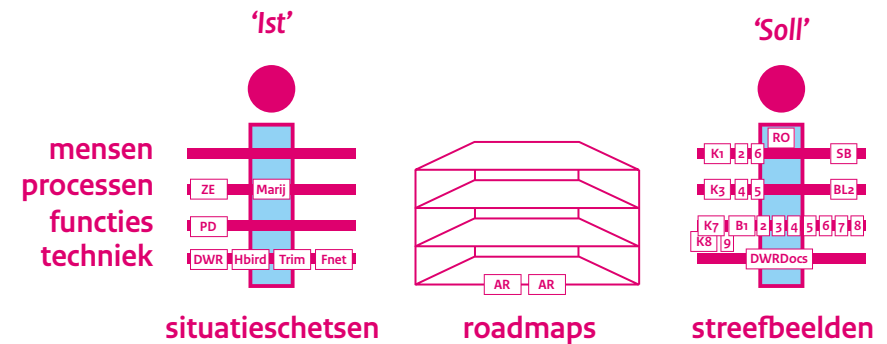 ‘Ist’
‘Soll’
RO
mensen
K1 2 6 SB
processen ZE Marij
K3 4 5 BL2
functies PD
K7 B1 2 3 4 5 6 7 8
K8 9
techniek DWR Hbird Trim Fnet
DWRDocs
AR AR
situatieschetsen roadmaps streefbeelden